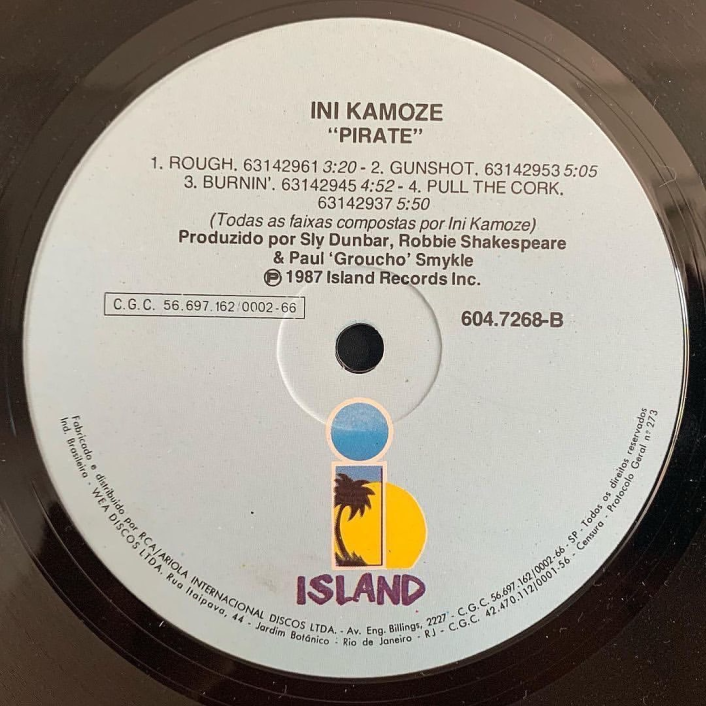 INI KAMOZE
“PIRATE”
1. ROUGH. 63142961 3:20 - 2. GUNSHOT. 63142953 5:05
3. BURNIN'. 63142945 4:52 - 4. PULL THE CORK.
63142937 5:50
(Todas as faixas compostas por Ini Kamoze)
Produzido por Sly Dunbar, Robbie Shakespeare
& Paul ‘Groucho’ Smykle
Ⓟ 1987 Island Records Inc.
C.G.C. 56.697.162/0002-66
604.7268-B
ISLAND
Fabricado e distribuído por RCA/ARIOLA INTERNACIONAL DISCOS LTDA. - Av. Eng. Billings, 2227 - C.G.C. 56.697.162/0002-66 - SP - Todos os direitos reservados
Ind. Brasileira - WEA DISCOS LTDA. Rua Itaipava, 44 - Jardim Botânico - Rio de Janeiro - RJ - C.G.C. 42.470.112/0001-56 - Censura - Protocolo Geral nº 273